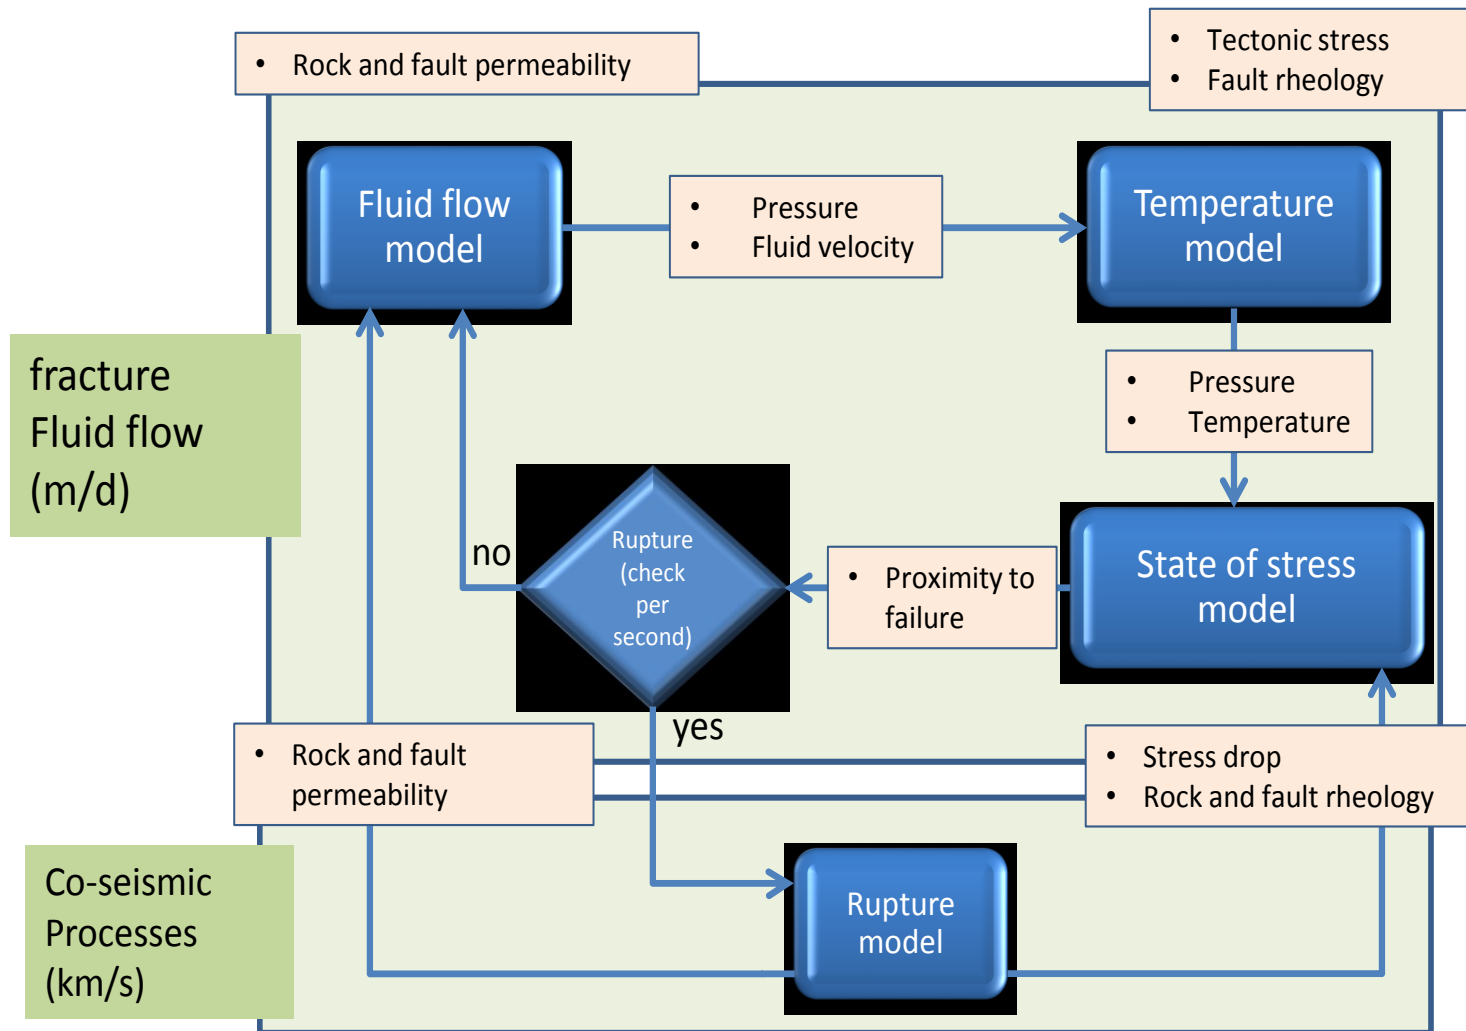 • Rock and fault permeability
• Tectonic stress
• Fault rheology
Fluid flow
model
• Pressure
• Fluid velocity
Temperature
model
fracture
Fluid flow
(m/d)
• Pressure
• Temperature
no
Rupture
(check
per
second)
• Proximity to
failure
State of stress
model
yes
• Rock and fault
permeability
• Stress drop
• Rock and fault rheology
Co-seismic
Processes
(km/s)
Rupture
model